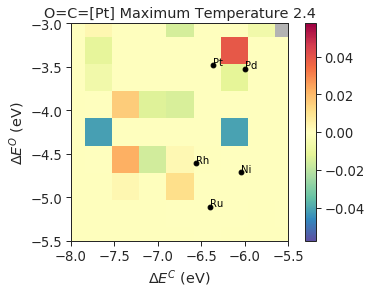 O=C=[Pt] Maximum Temperature 2.4
−3.0
−3.5
−4.0
−4.5
−5.0
−5.5
ΔE^O (eV)
Pt
Pd
Rh
Ni
Ru
−8.0 −7.5 −7.0 −6.5 −6.0 −5.5
ΔE^C (eV)
0.04
0.02
0.00
−0.02
−0.04